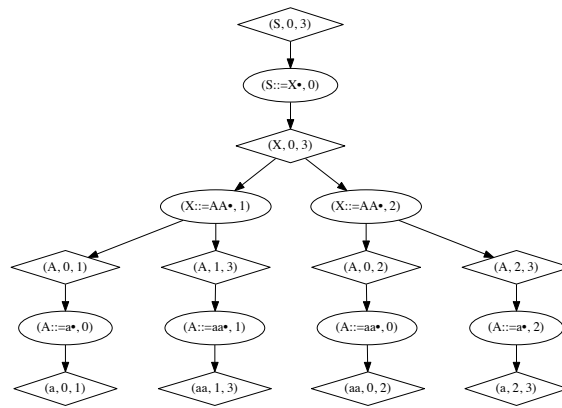 (S, 0, 3)
(S::=X•, 0)
(X, 0, 3)
(X::=AA•, 1) (X::=AA•, 2)
(A, 0, 1) (A, 1, 3) (A, 0, 2) (A, 2, 3)
(A::=a•, 0) (A::=aa•, 1) (A::=aa•, 0) (A::=a•, 2)
(a, 0, 1) (aa, 1, 3) (aa, 0, 2) (a, 2, 3)